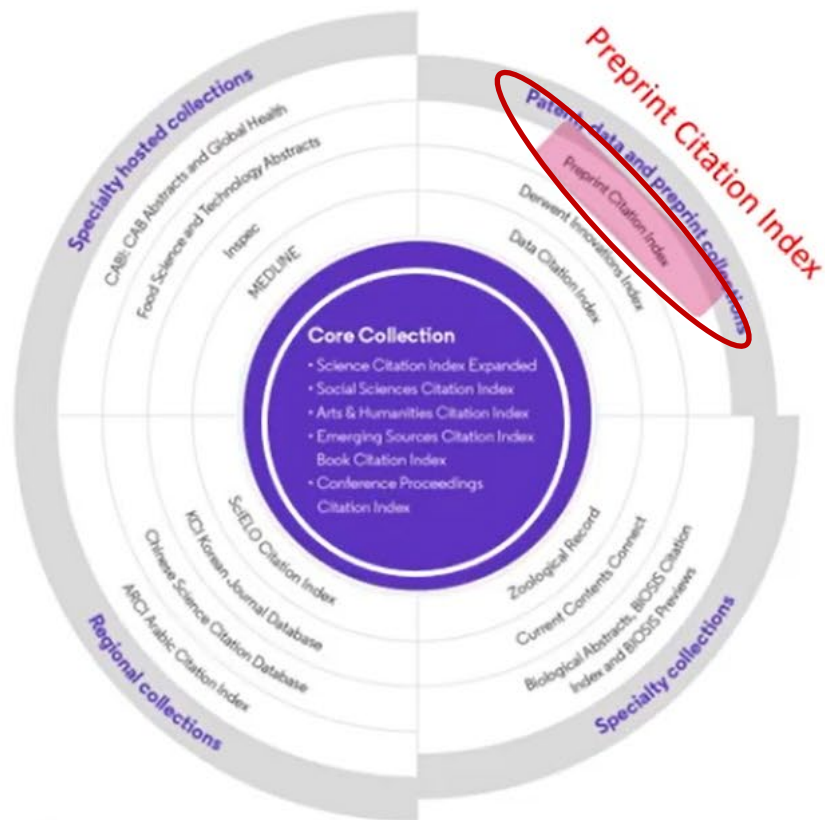 Specialty hosted collections
CABI: CAB Abstracts and Global Health
Food Science and Technology Abstracts
Inspec
MEDLINE
Preprint Citation Index
Patent, data and preprint collections
Preprint Citation Index
Derwent Innovations Index
Data Citation Index
Core Collection
• Science Citation Index Expanded
• Social Sciences Citation Index
• Arts & Humanities Citation Index
• Emerging Sources Citation Index
Book Citation Index
• Conference Proceedings
Citation Index
SciELO Citation Index
KCI Korean Journal Database
Chinese Science Citation Database
ARCI Arabic Citation Index
Regional collections
Zoological Record
Current Contents Connect
Biological Abstracts, BIOSIS Citation
Index and BIOSIS Previews
Specialty collections